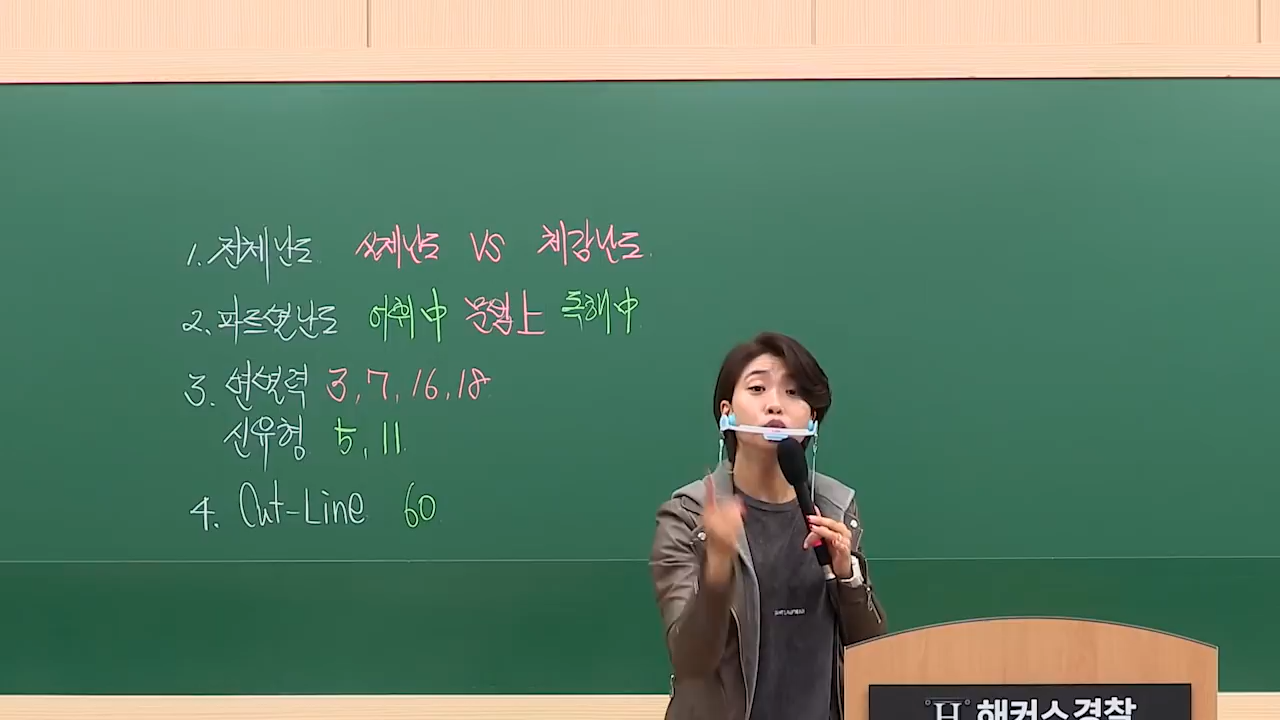 1. 전체난도 실제난도 VS 체감난도
2. 파트별난도 어휘中 문법上 독해中
3. 변별력 3, 7, 16, 18
신유형 5, 11
4. Cut-Line 60
H 해커스경찰